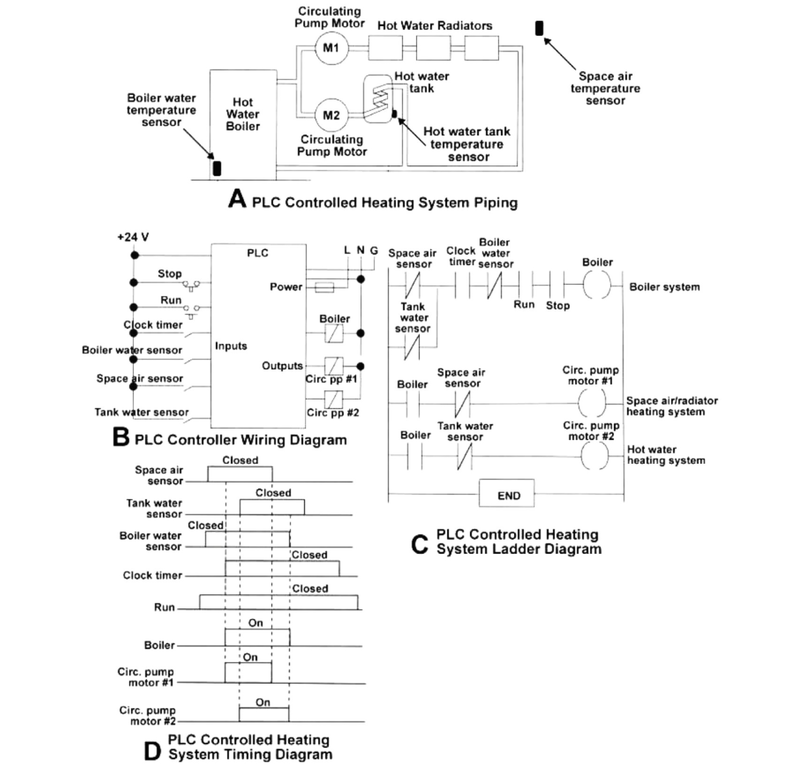 Circulating
Pump Motor
Hot Water Radiators
M1
Space air
temperature
sensor
Hot water
tank
Boiler water
temperature
sensor
Hot
Water
Boiler
M2
Circulating
Pump Motor
Hot water tank
temperature
sensor
A PLC Controlled Heating System Piping
+24 V
PLC
L N G
Stop
Power
Run
Clock timer
Boiler
Inputs
Boiler water sensor
Outputs
Space air sensor
Circ pp #1
Tank water sensor
Circ pp #2
B PLC Controller Wiring Diagram
Space air
sensor
Clock
timer
Boiler
water
sensor
Boiler
Run
Stop
Boiler system
Tank
water
sensor
Boiler
Space air
sensor
Circ. pump
motor #1
Space air/radiator
heating system
Boiler
Tank water
sensor
Circ. pump
motor #2
Hot water
heating system
END
C PLC Controlled Heating
System Ladder Diagram
Closed
Space air
sensor
Closed
Tank water
sensor
Closed
Boiler water
sensor
Closed
Clock timer
Closed
Run
On
Boiler
On
Circ. pump
motor #1
On
Circ. pump
motor #2
D PLC Controlled Heating
System Timing Diagram